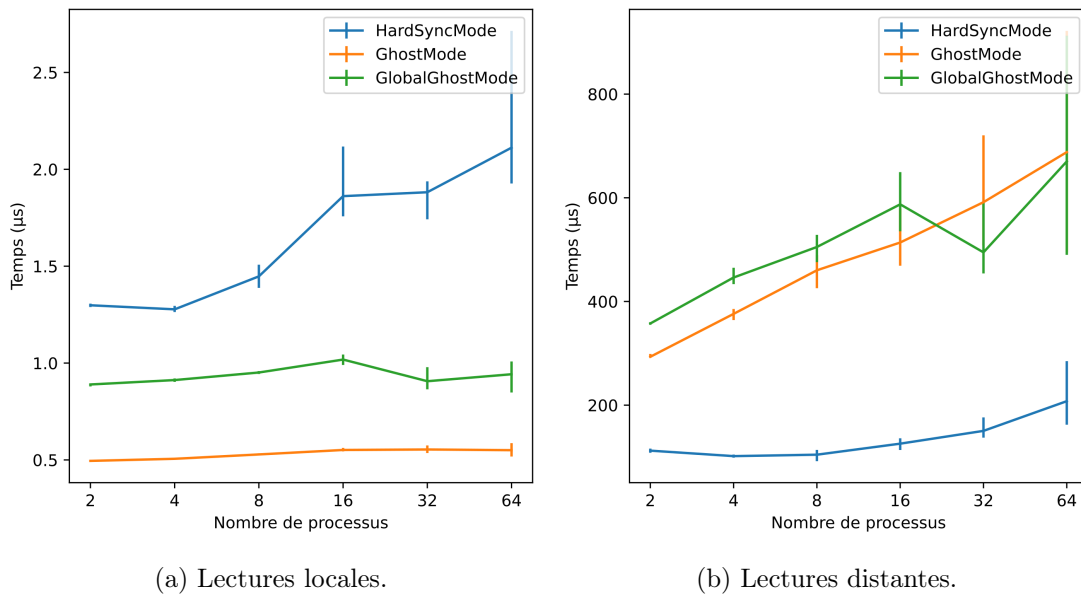 HardSyncMode
GhostMode
GlobalGhostMode
2.5
2.0
1.5
1.0
0.5
Temps (µs)
2 4 8 16 32 64
Nombre de processus
(a) Lectures locales.
HardSyncMode
GhostMode
GlobalGhostMode
800
600
400
200
Temps (µs)
2 4 8 16 32 64
Nombre de processus
(b) Lectures distantes.